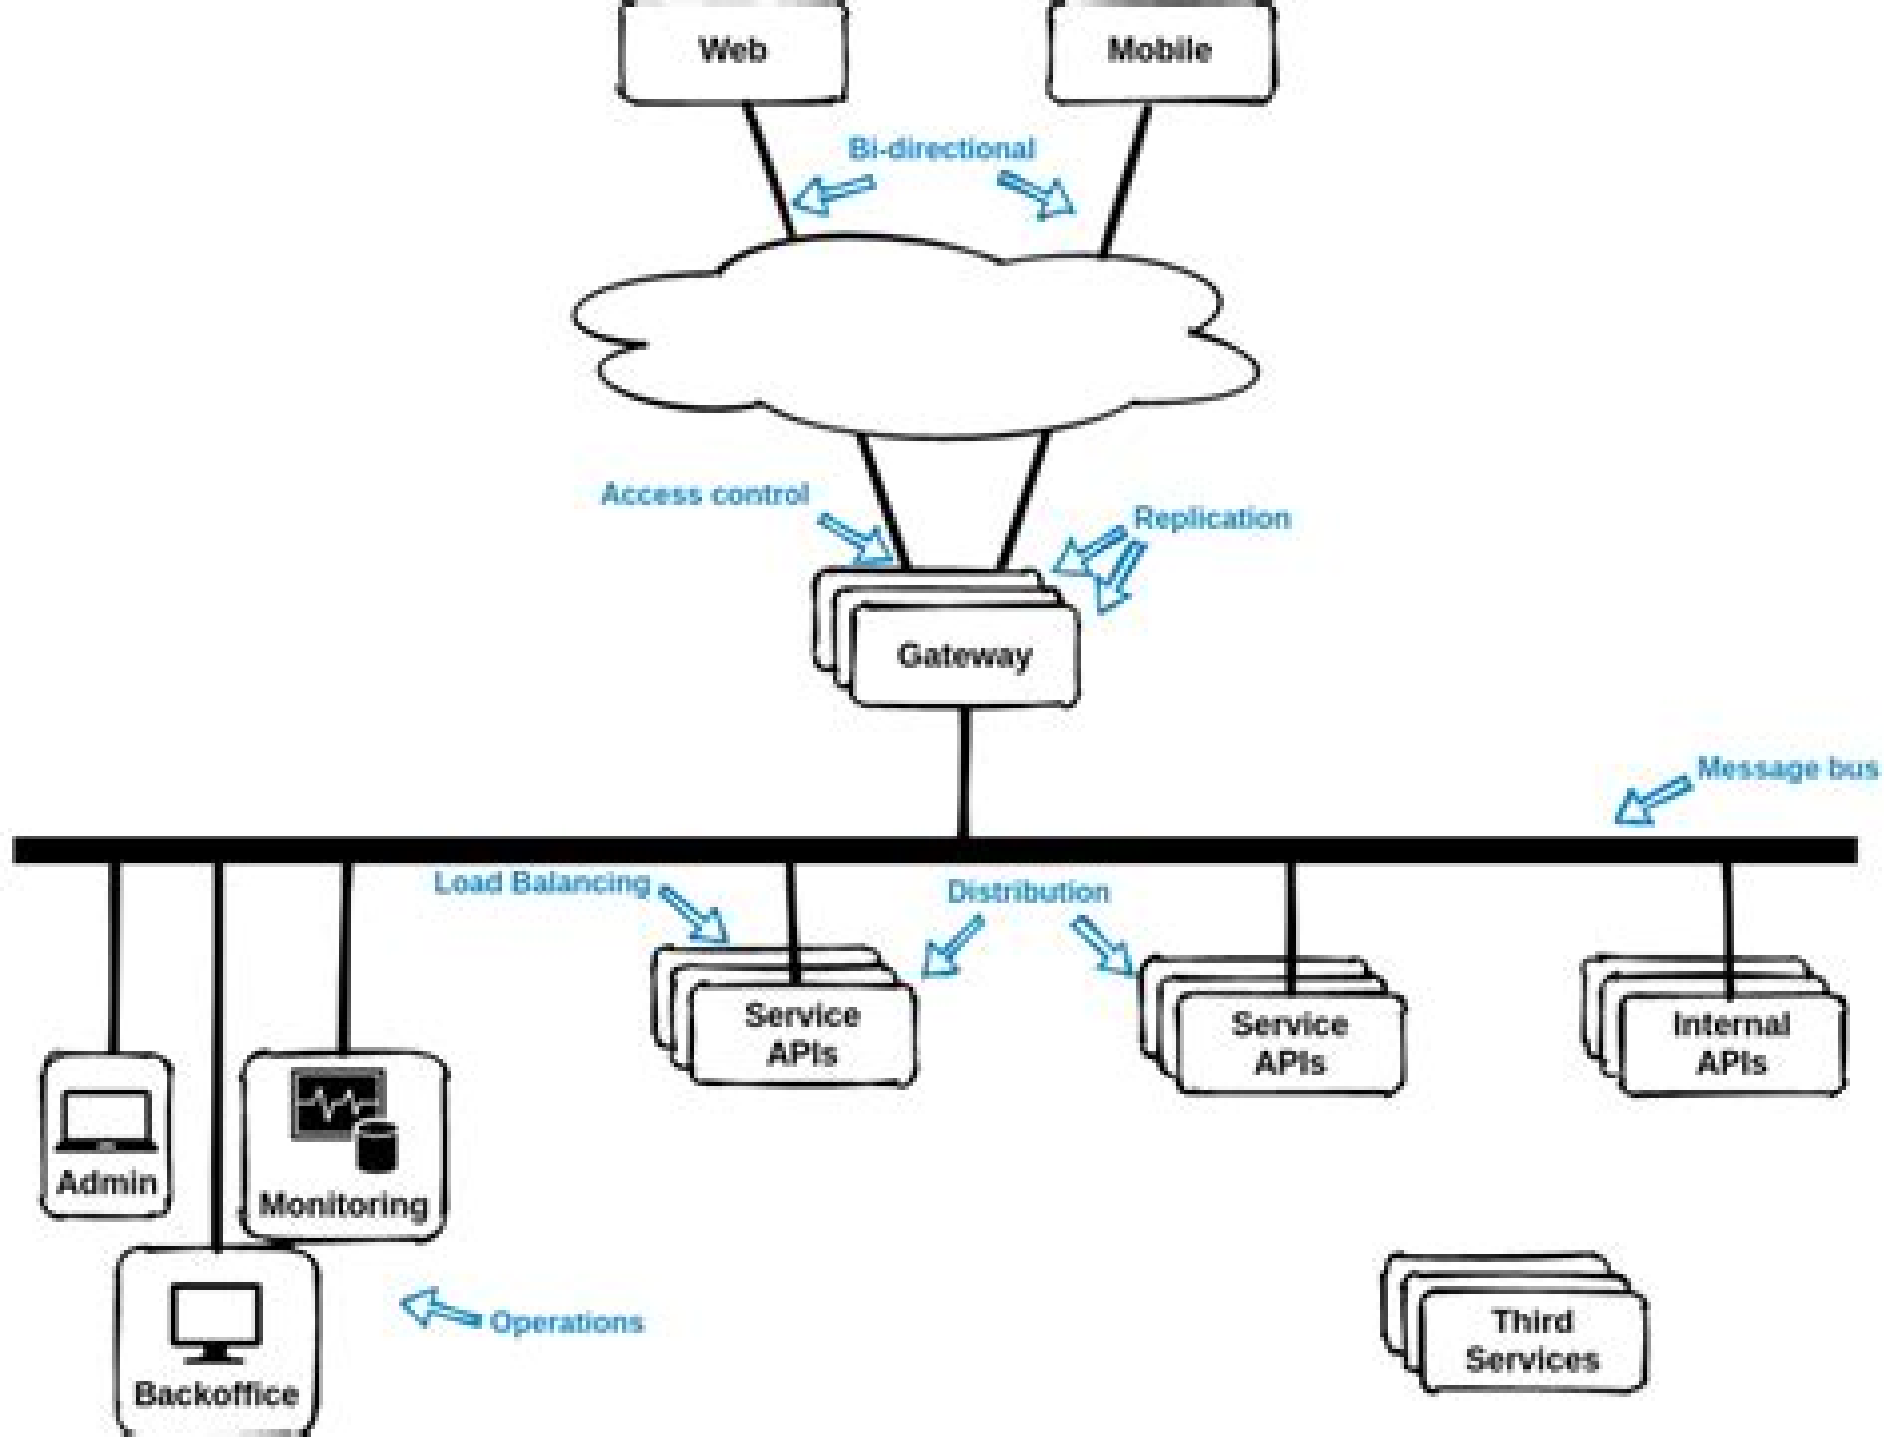 Web
Mobile
Bi-directional
Access control
Replication
Gateway
Message bus
Load Balancing
Distribution
Service
APIs
Service
APIs
Internal
APIs
Admin
Monitoring
Backoffice
Operations
Third
Services